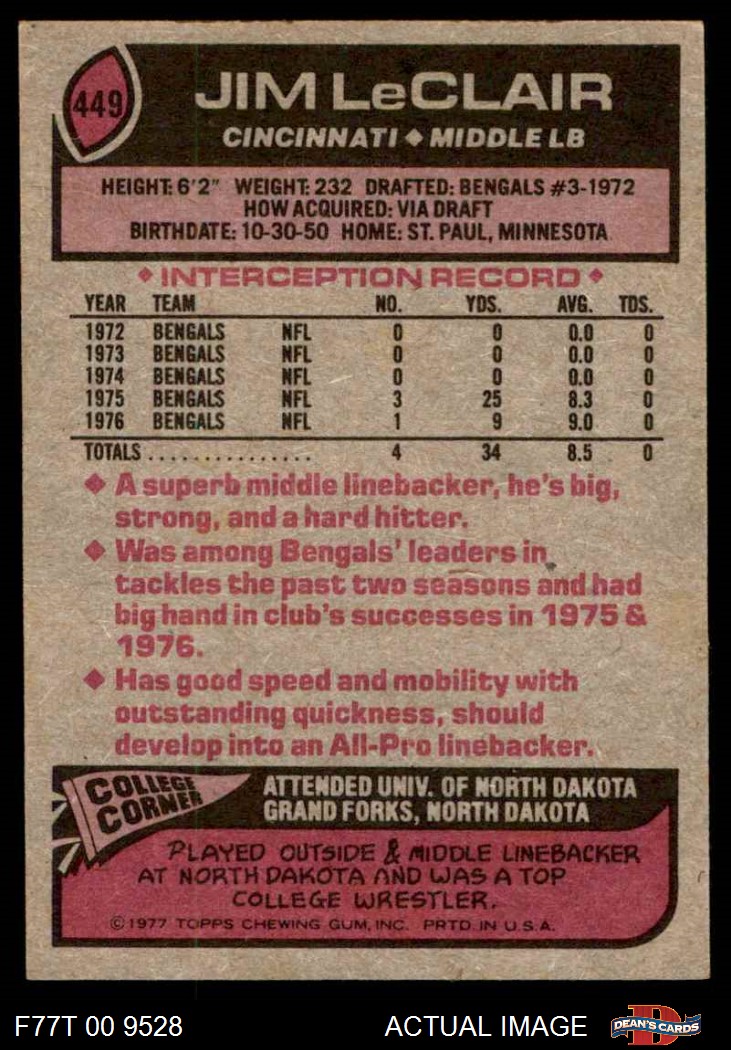 449
JIM LeCLAIR
CINCINNATI ◆ MIDDLE LB
HEIGHT: 6'2" WEIGHT: 232 DRAFTED: BENGALS #3-1972
HOW ACQUIRED: VIA DRAFT
BIRTHDATE: 10-30-50 HOME: ST. PAUL, MINNESOTA
◆ INTERCEPTION RECORD ◆
YEAR TEAM NO. YDS. AVG. TDS.
1972 BENGALS NFL 0 0 0.0 0
1973 BENGALS NFL 0 0 0.0 0
1974 BENGALS NFL 0 0 0.0 0
1975 BENGALS NFL 3 25 8.3 0
1976 BENGALS NFL 1 9 9.0 0
TOTALS............... 4 34 8.5 0
◆ A superb middle linebacker, he's big,
strong, and a hard hitter.
◆ Was among Bengals' leaders in
tackles the past two seasons and had
big hand in club's successes in 1975 &
1976.
◆ Has good speed and mobility with
outstanding quickness, should
develop into an All-Pro linebacker.
COLLEGE
CORNER
ATTENDED UNIV. OF NORTH DAKOTA
GRAND FORKS, NORTH DAKOTA
PLAYED OUTSIDE & MIDDLE LINEBACKER
AT NORTH DAKOTA AND WAS A TOP
COLLEGE WRESTLER.
© 1977 TOPPS CHEWING GUM, INC. PRTD. IN U.S.A.
F77T 00 9528 ACTUAL IMAGE
D
DEAN'S CARDS